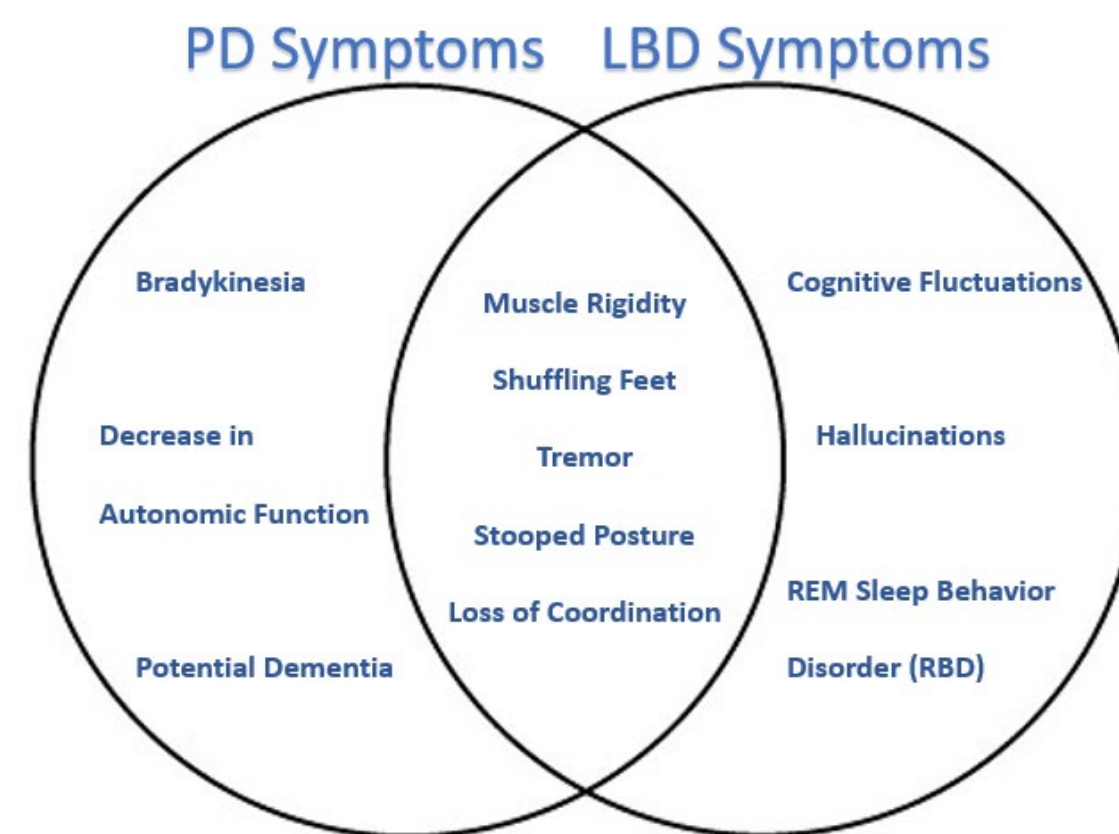 PD Symptoms
LBD Symptoms
Bradykinesia
Decrease in
Autonomic Function
Potential Dementia
Muscle Rigidity
Shuffling Feet
Tremor
Stooped Posture
Loss of Coordination
Cognitive Fluctuations
Hallucinations
REM Sleep Behavior
Disorder (RBD)